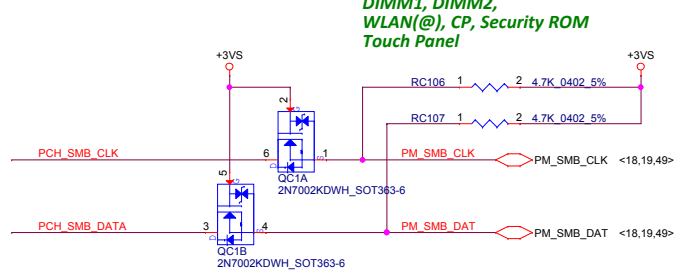 DIMM1, DIMM2,
WLAN(@), CP, Security ROM
Touch Panel
+3VS
+3VS
RC106 1 2 4.7K_0402_5%
2
G
RC107 1 2 4.7K_0402_5%
PCH_SMB_CLK 6 1 PM_SMB_CLK PM_SMB_CLK <18,19,49>
D S
5
G
QC1A
2N7002KDWH_SOT363-6
PCH_SMB_DATA 3 4 PM_SMB_DAT PM_SMB_DAT <18,19,49>
D S
QC1B
2N7002KDWH_SOT363-6